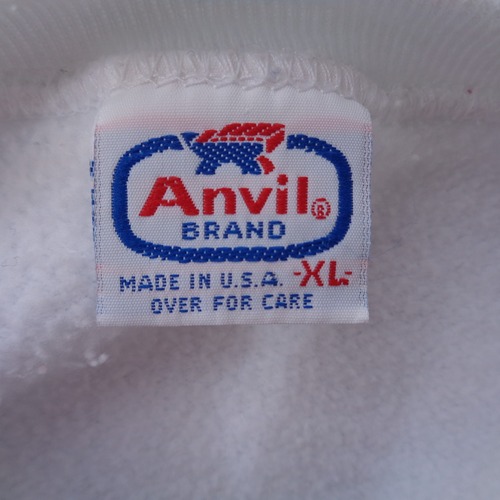 Anvil®
BRAND
MADE IN U.S.A. -XL-
OVER FOR CARE